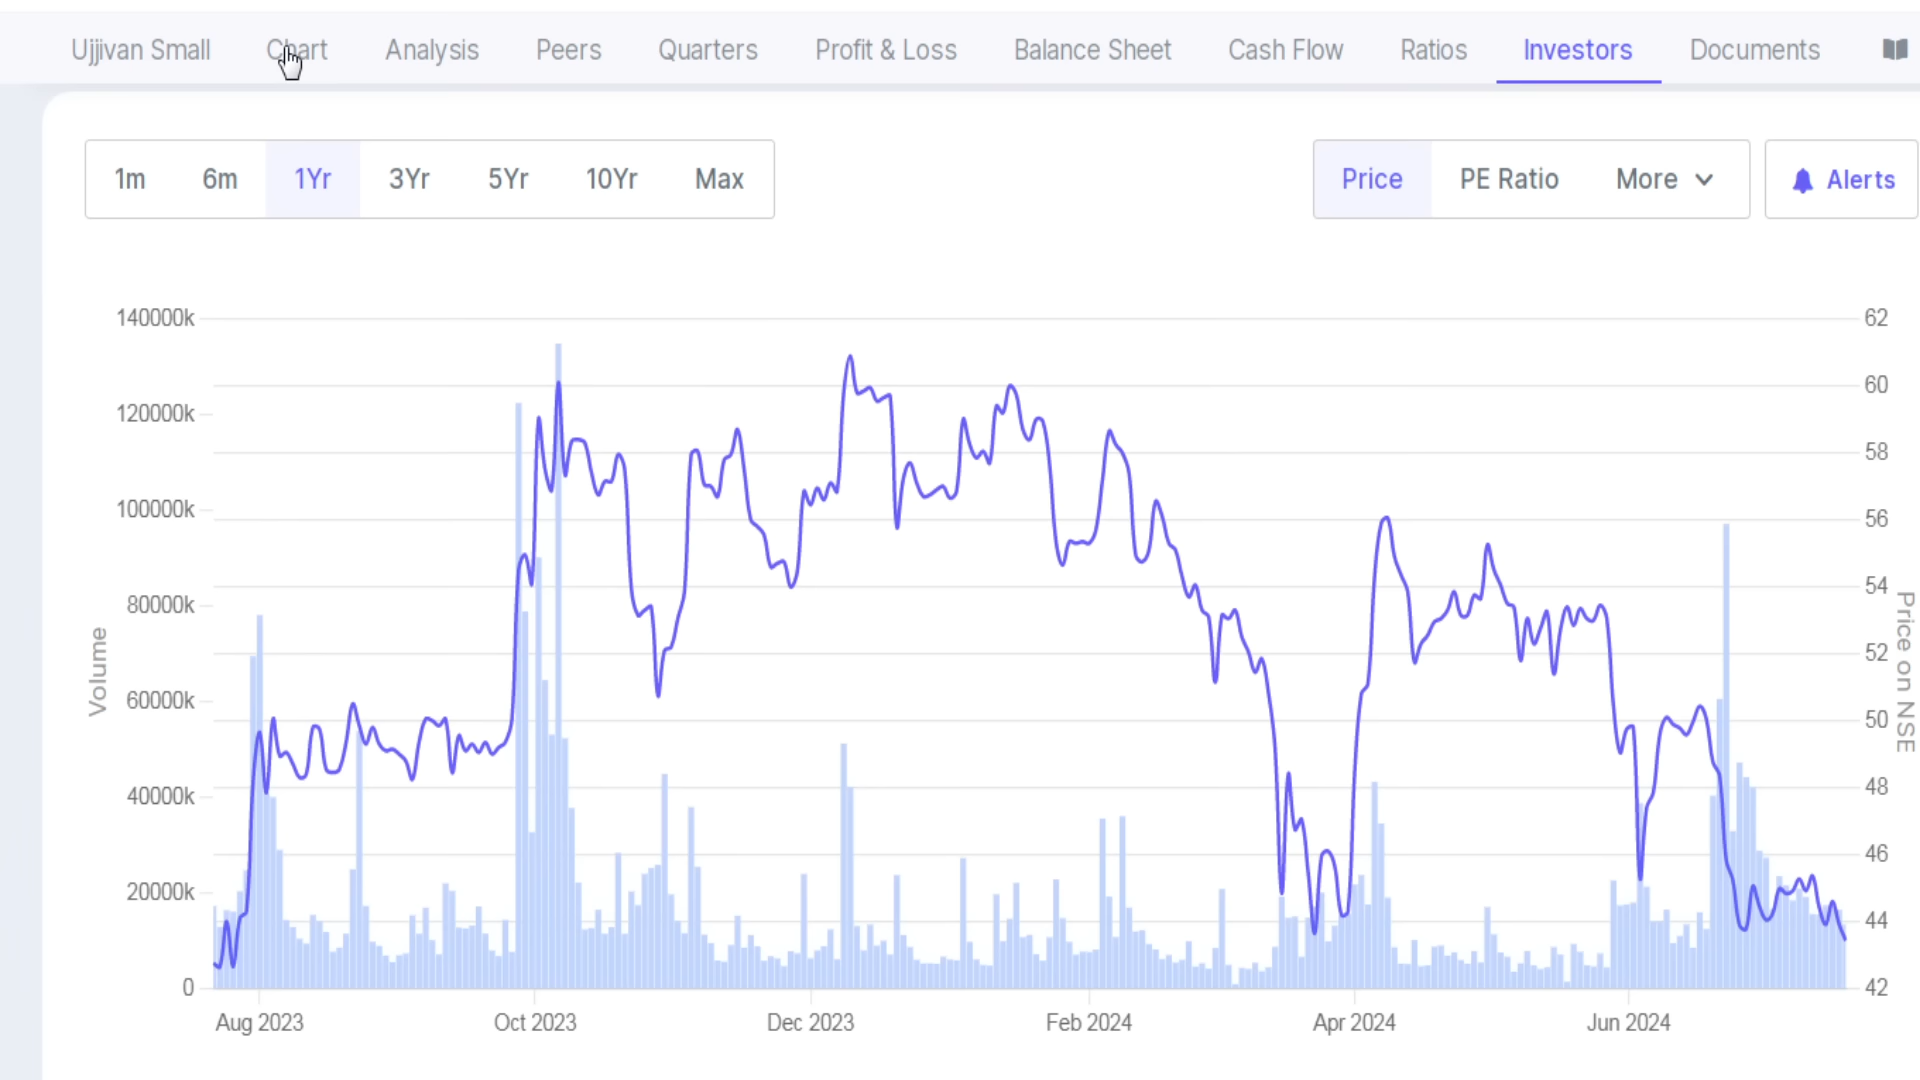 Ujjivan Small Chart Analysis Peers Quarters Profit & Loss Balance Sheet Cash Flow Ratios Investors Documents
1m 6m 1Yr 3Yr 5Yr 10Yr Max Price PE Ratio More Alerts
140000k 62
60
120000k
58
100000k 56
80000k 54
52
60000k 50
40000k 48
46
20000k 44
0 42
Volume
Price on NSE
Aug 2023 Oct 2023 Dec 2023 Feb 2024 Apr 2024 Jun 2024